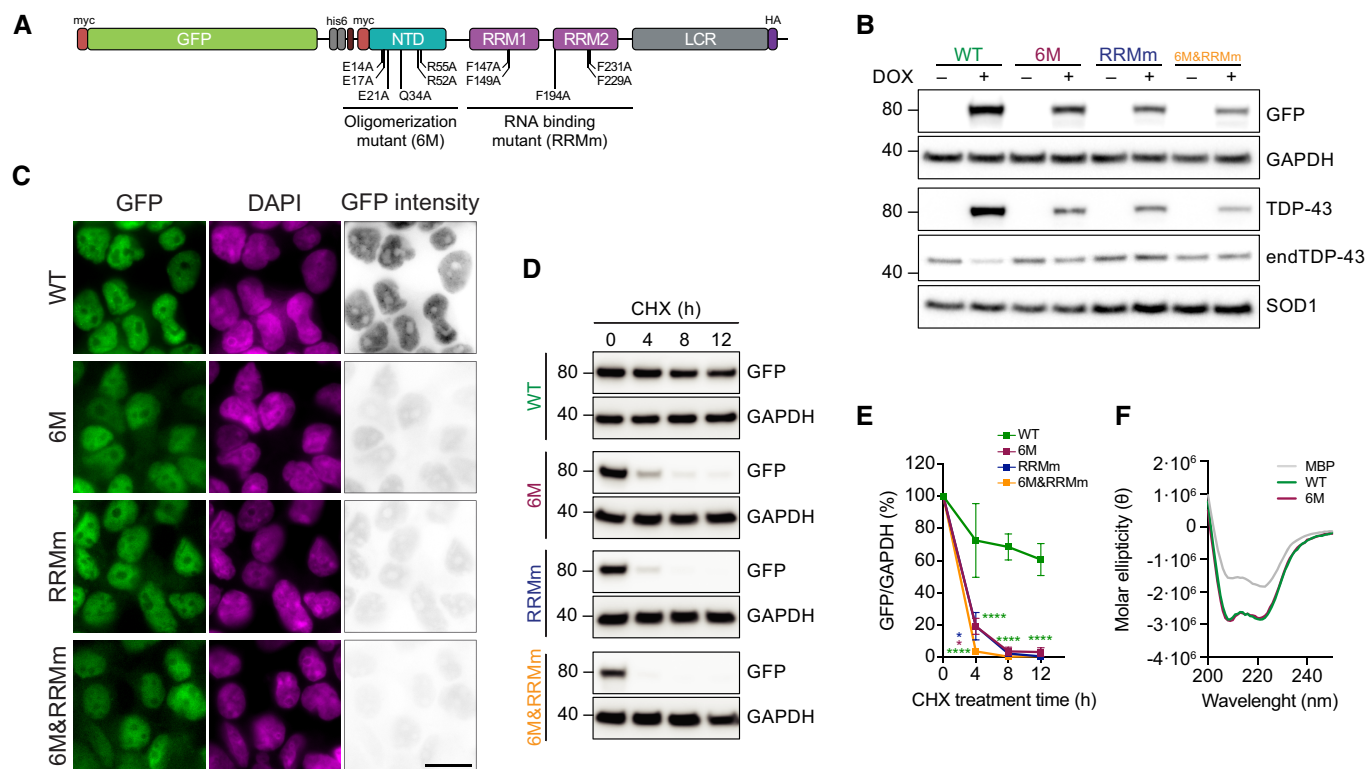 A
myc
GFP
his6
myc
NTD
RRM1
RRM2
LCR
HA
E14A
E17A
R55A
R52A
F147A
F149A
F231A
F229A
E21A
Q34A
F194A
Oligomerization
mutant (6M)
RNA binding
mutant (RRMm)
B
WT
6M
RRMm
6M&RRMm
DOX – + – + – + – +
80
GFP
40
GAPDH
80
TDP-43
endTDP-43
40
SOD1
C
GFP
DAPI
GFP intensity
WT
6M
RRMm
6M&RRMm
D
CHX (h)
0 4 8 12
WT
80
GFP
40
GAPDH
6M
80
GFP
40
GAPDH
RRMm
80
GFP
40
GAPDH
6M&RRMm
80
GFP
40
GAPDH
E
WT
6M
RRMm
6M&RRMm
GFP/GAPDH (%)
120
100
80
60
40
20
0
*
*
****
****
****
****
0 4 8 12
CHX treatment time (h)
F
MBP
WT
6M
Molar ellipticity (θ)
2·10⁶
1·10⁶
0
-1·10⁶
-2·10⁶
-3·10⁶
-4·10⁶
200 220 240
Wavelenght (nm)